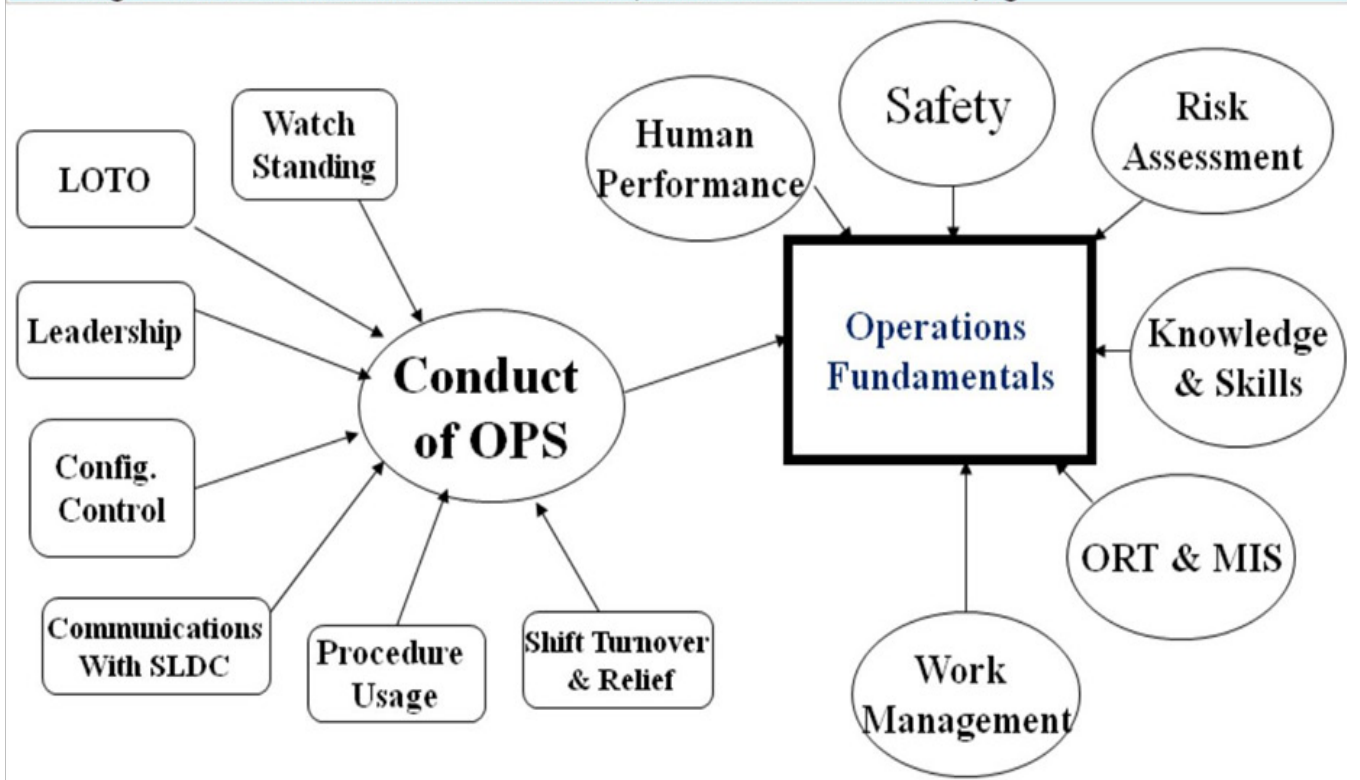 LOTO
Watch
Standing
Leadership
Config.
Control
Communications
With SLDC
Procedure
Usage
Shift Turnover
& Relief
Conduct
of OPS
Human
Performance
Safety
Risk
Assessment
Operations
Fundamentals
Knowledge
& Skills
ORT & MIS
Work
Management